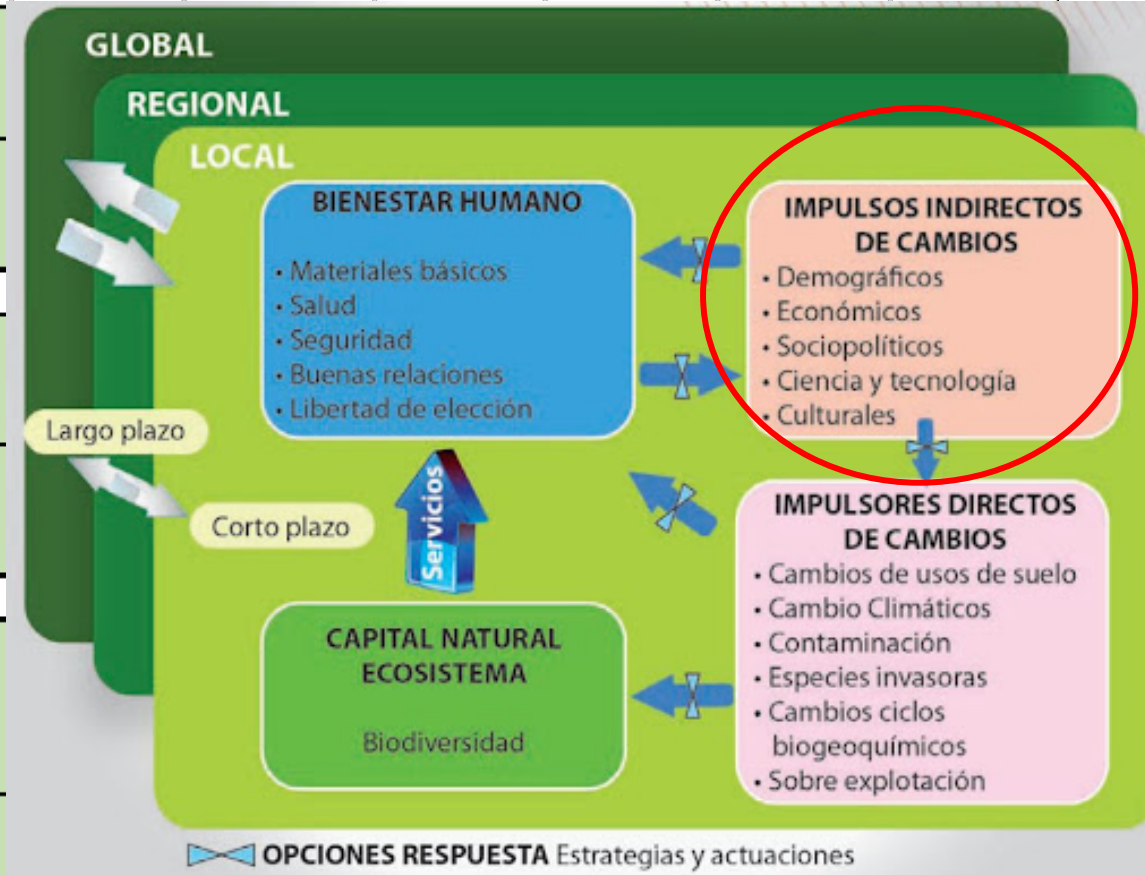 GLOBAL
REGIONAL
LOCAL
BIENESTAR HUMANO
• Materiales básicos
• Salud
• Seguridad
• Buenas relaciones
• Libertad de elección
IMPULSOS INDIRECTOS
DE CAMBIOS
• Demográficos
• Económicos
• Sociopolíticos
• Ciencia y tecnología
• Culturales
Largo plazo
Corto plazo
Servicios
CAPITAL NATURAL
ECOSISTEMA
Biodiversidad
IMPULSORES DIRECTOS
DE CAMBIOS
• Cambios de usos de suelo
• Cambio Climáticos
• Contaminación
• Especies invasoras
• Cambios ciclos
biogeoquímicos
• Sobre explotación
OPCIONES RESPUESTA Estrategias y actuaciones